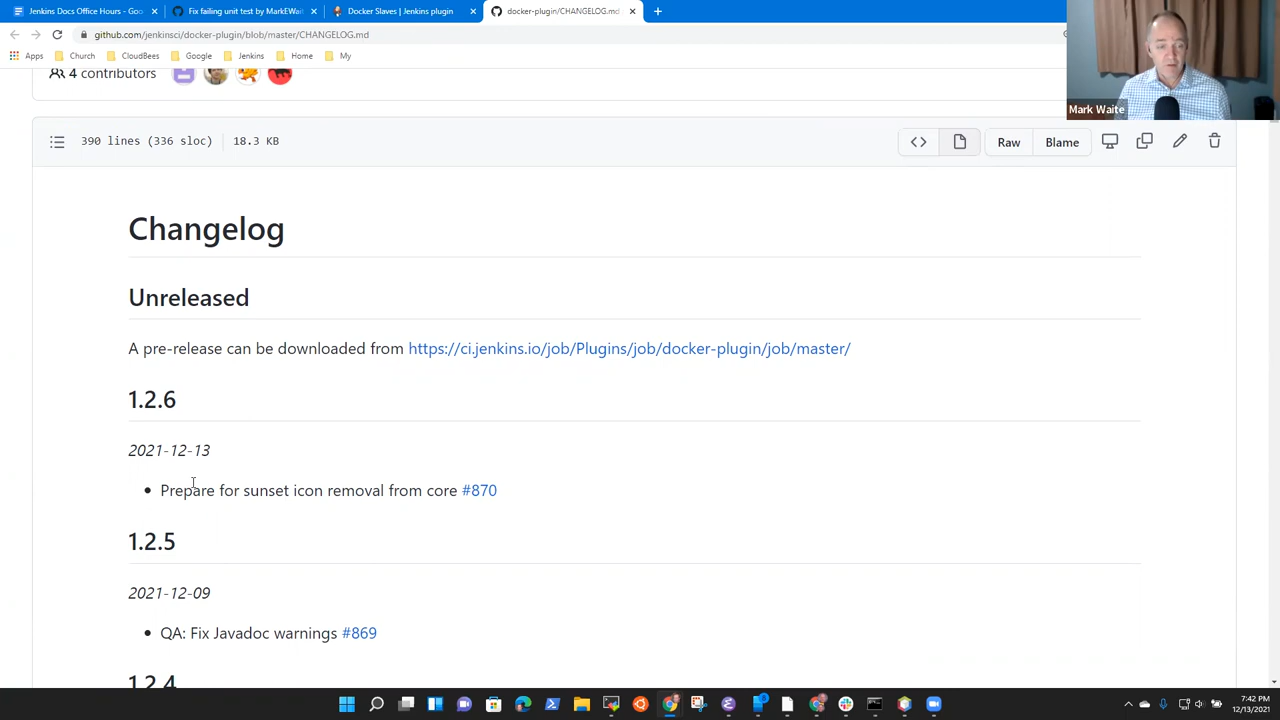 Jenkins Docs Office Hours - Goo
Fix failing unit test by MarkEWait
Docker Slaves | Jenkins plugin
docker-plugin/CHANGELOG.md
github.com/jenkinsci/docker-plugin/blob/master/CHANGELOG.md
Apps
Church
CloudBees
Google
Jenkins
Home
My
4 contributors
Mark Waite
390 lines (336 sloc)
18.3 KB
Raw
Blame
Changelog
Unreleased
A pre-release can be downloaded from https://ci.jenkins.io/job/Plugins/job/docker-plugin/job/master/
1.2.6
2021-12-13
Prepare for sunset icon removal from core #870
1.2.5
2021-12-09
QA: Fix Javadoc warnings #869
1.2.4
7:42 PM
12/13/2021